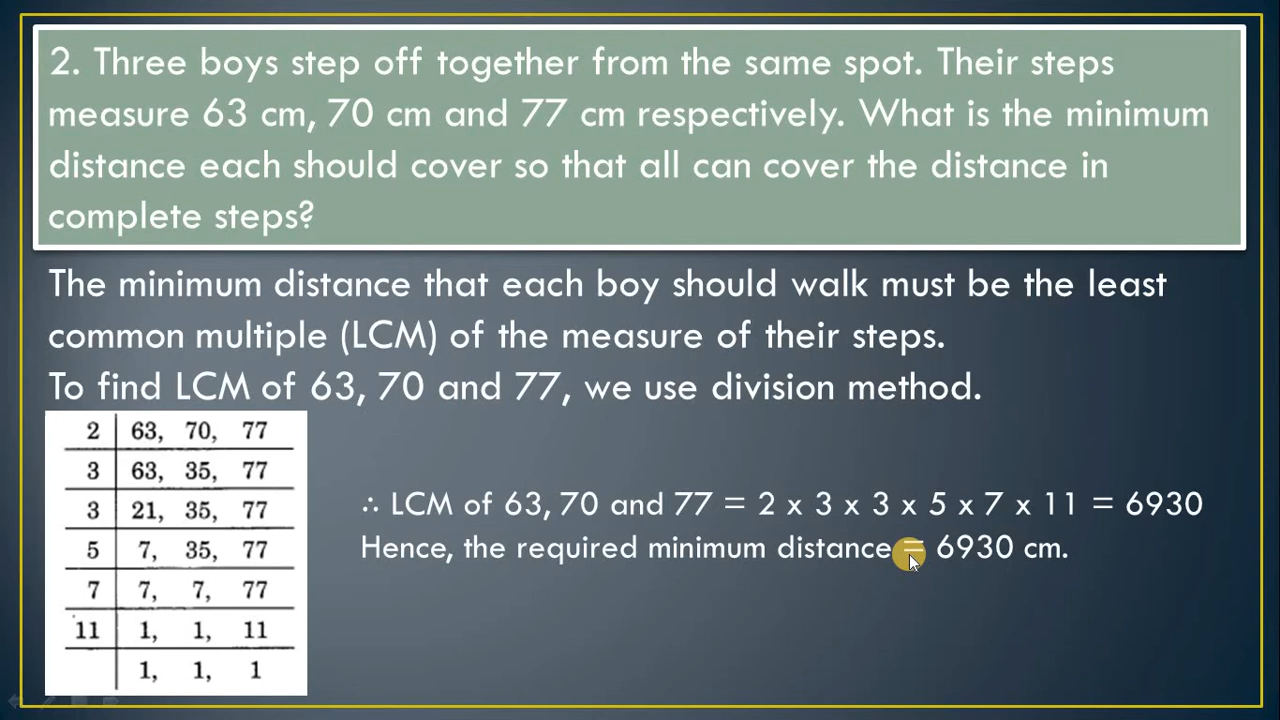 2. Three boys step off together from the same spot. Their steps
measure 63 cm, 70 cm and 77 cm respectively. What is the minimum
distance each should cover so that all can cover the distance in
complete steps?
The minimum distance that each boy should walk must be the least
common multiple (LCM) of the measure of their steps.
To find LCM of 63, 70 and 77, we use division method.
2 63, 70, 77
3 63, 35, 77
3 21, 35, 77
5 7, 35, 77
7 7, 7, 77
11 1, 1, 11
1, 1, 1
∴ LCM of 63, 70 and 77 = 2 x 3 x 3 x 5 x 7 x 11 = 6930
Hence, the required minimum distance = 6930 cm.